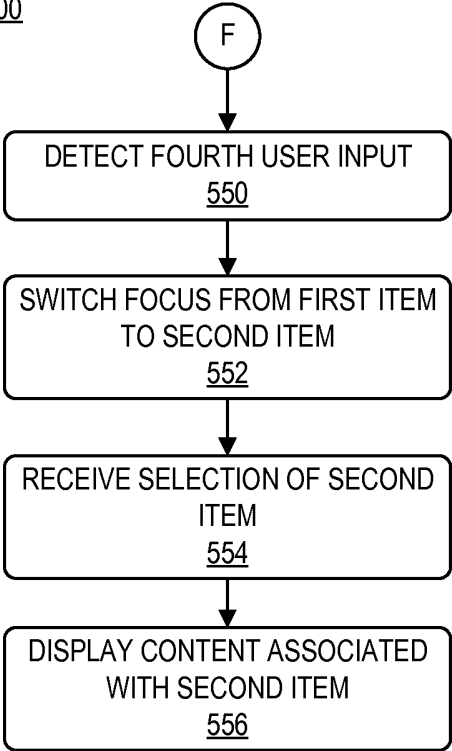 00
F
DETECT FOURTH USER INPUT
550
SWITCH FOCUS FROM FIRST ITEM
TO SECOND ITEM
552
RECEIVE SELECTION OF SECOND
ITEM
554
DISPLAY CONTENT ASSOCIATED
WITH SECOND ITEM
556